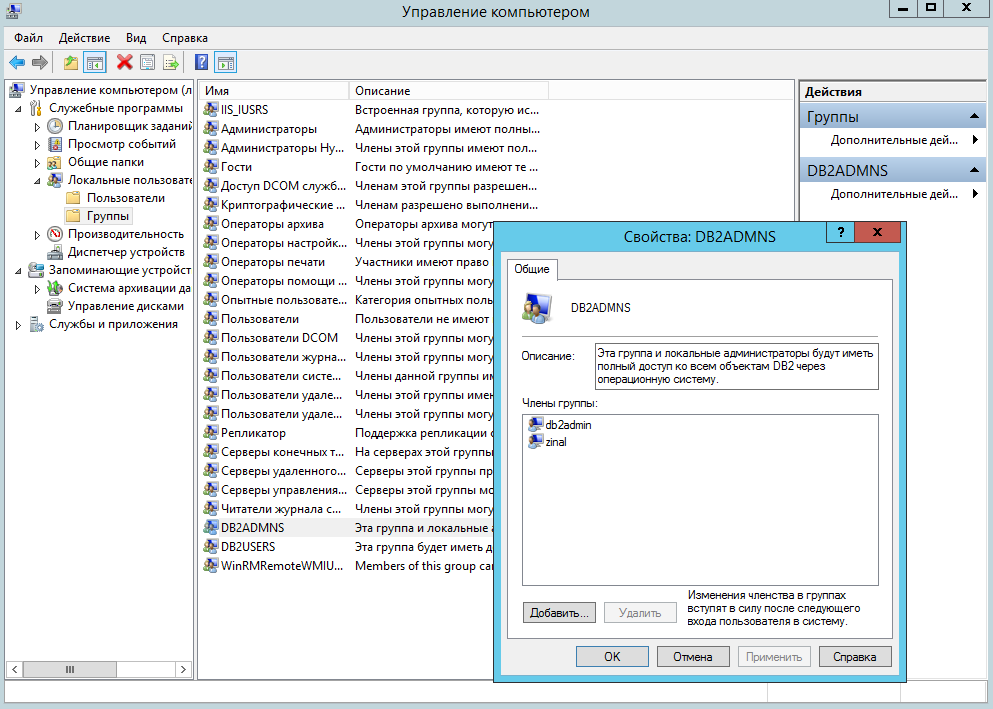 Управление компьютером
Файл Действие Вид Справка
Управление компьютером (л
Служебные программы
Планировщик заданий
Просмотр событий
Общие папки
Локальные пользовате
Пользователи
Группы
Производительность
Диспетчер устройств
Запоминающие устройст
Система архивации да
Управление дисками
Службы и приложения
Имя Описание
IIS_IUSRS Встроенная группа, которую ис...
Администраторы Администраторы имеют полны...
Администраторы Hy... Члены этой группы имеют пол...
Гости Гости по умолчанию имеют те ...
Доступ DCOM служб... Членам этой группы разрешен...
Криптографические ... Членам разрешено выполнени...
Операторы архива Операторы архива могут
Операторы настройк... Члены этой группы могу
Операторы печати Участники имеют право
Операторы помощи ... Члены этой группы могу
Опытные пользовате... Категория опытных поль
Пользователи Пользователи не имеют
Пользователи DCOM Члены этой группы могу
Пользователи журна... Члены этой группы могу
Пользователи систе... Члены данной группы им
Пользователи удале... Члены этой группы имею
Пользователи удале... Члены этой группы могу
Репликатор Поддержка репликации
Серверы конечных т... На серверах этой группы
Серверы удаленного... Серверы этой группы пр
Серверы управления... Серверы этой группы мо
Читатели журнала с... Члены этой группы могу
DB2ADMNS Эта группа и локальные
DB2USERS Эта группа будет иметь д
WinRMRemoteWMIU... Members of this group can
Действия
Группы
Дополнительные дей...
DB2ADMNS
Дополнительные дей...
Свойства: DB2ADMNS
?
Общие
DB2ADMNS
Описание:
Эта группа и локальные администраторы будут иметь
полный доступ ко всем объектам DB2 через
операционную систему.
Члены группы:
db2admin
zinal
Добавить... Удалить
Изменения членства в группах
вступят в силу после следующего
входа пользователя в систему.
OK Отмена Применить Справка